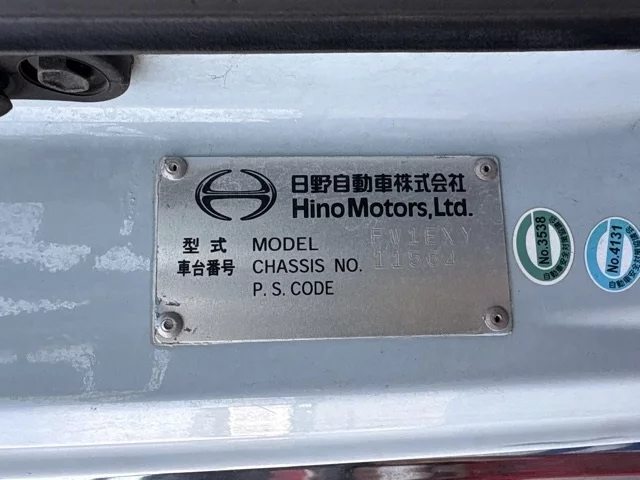 日野自動車株式会社
Hino Motors, Ltd.
型式 MODEL FV1EXY
車台番号 CHASSIS NO. 11564
P. S. CODE
No.3538
No.4131